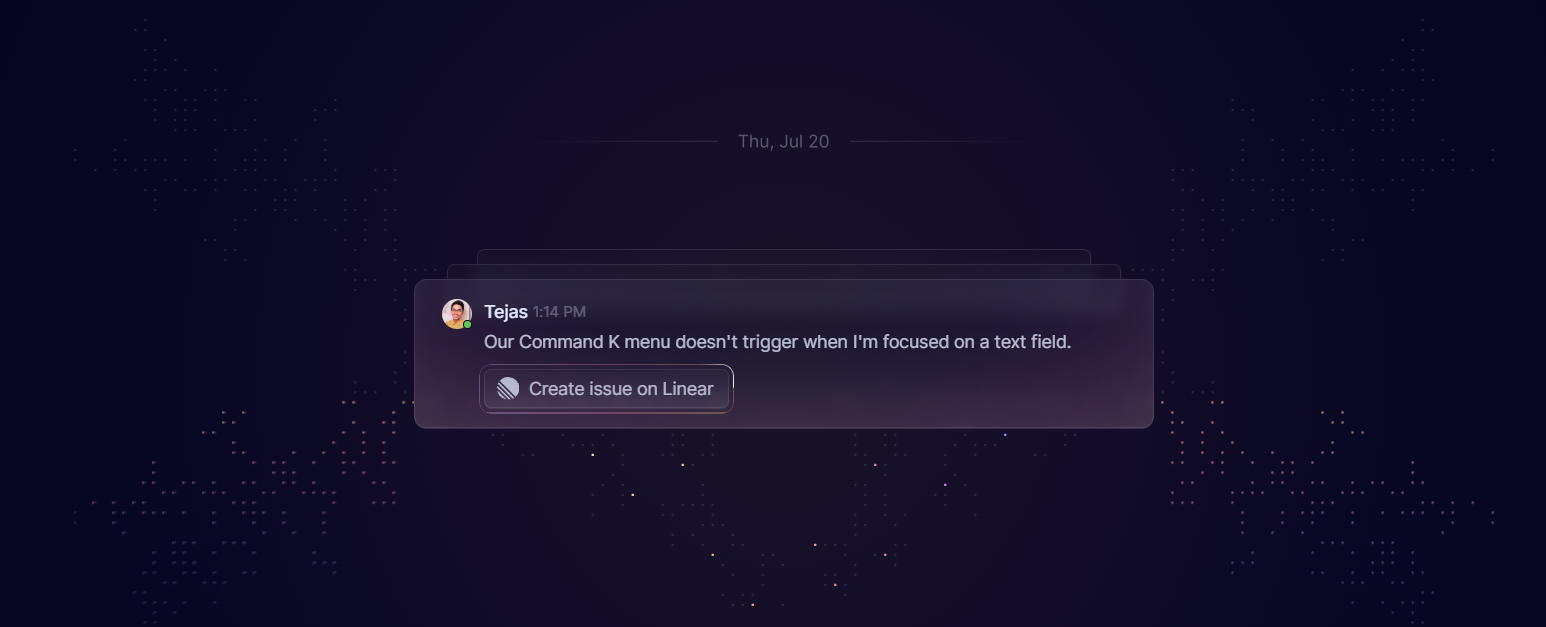 Thu, Jul 20
Tejas 1:14 PM
Our Command K menu doesn't trigger when I'm focused on a text field.
Create issue on Linear